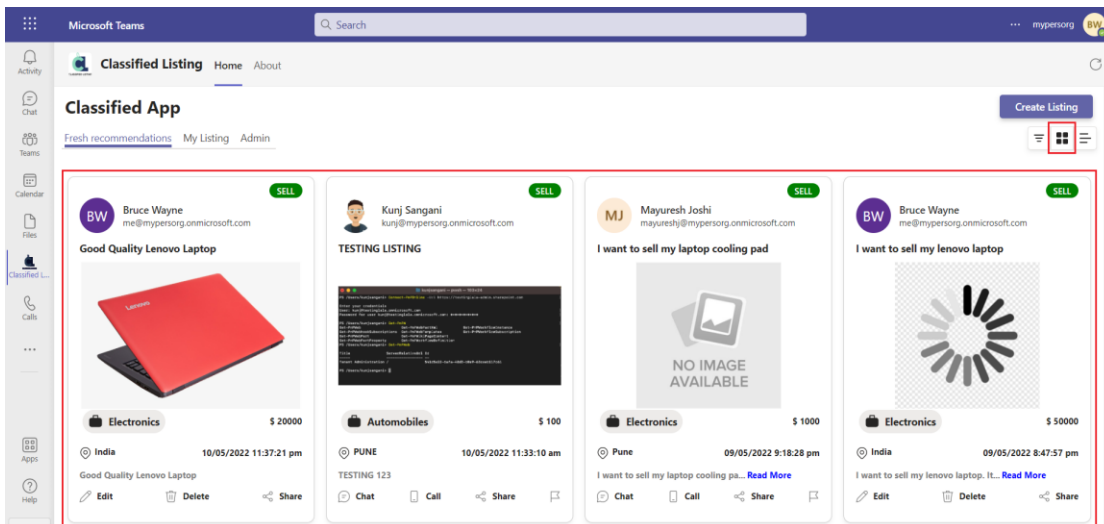 Microsoft Teams
Search
mypersorg
BW
Activity
Chat
Teams
Calendar
Files
Classified L...
Calls
Apps
Help
Classified Listing Home About
Classified App
Create Listing
Fresh recommendations My Listing Admin
SELL
BW
Bruce Wayne
me@mypersorg.onmicrosoft.com
Good Quality Lenovo Laptop
Lenovo
Electronics $ 20000
India 10/05/2022 11:37:21 pm
Good Quality Lenovo Laptop
Edit Delete Share
SELL
Kunj Sangani
kunj@mypersorg.onmicrosoft.com
TESTING LISTING
Automobiles $ 100
PUNE 10/05/2022 11:33:10 am
TESTING 123
Chat Call Share
SELL
MJ
Mayuresh Joshi
mayureshj@mypersorg.onmicrosoft.com
I want to sell my laptop cooling pad
NO IMAGE
AVAILABLE
Electronics $ 1000
Pune 09/05/2022 9:18:28 pm
I want to sell my laptop cooling pa... Read More
Chat Call Share
SELL
BW
Bruce Wayne
me@mypersorg.onmicrosoft.com
I want to sell my lenovo laptop
Electronics $ 50000
India 09/05/2022 8:47:57 pm
I want to sell my lenovo laptop. It... Read More
Edit Delete Share